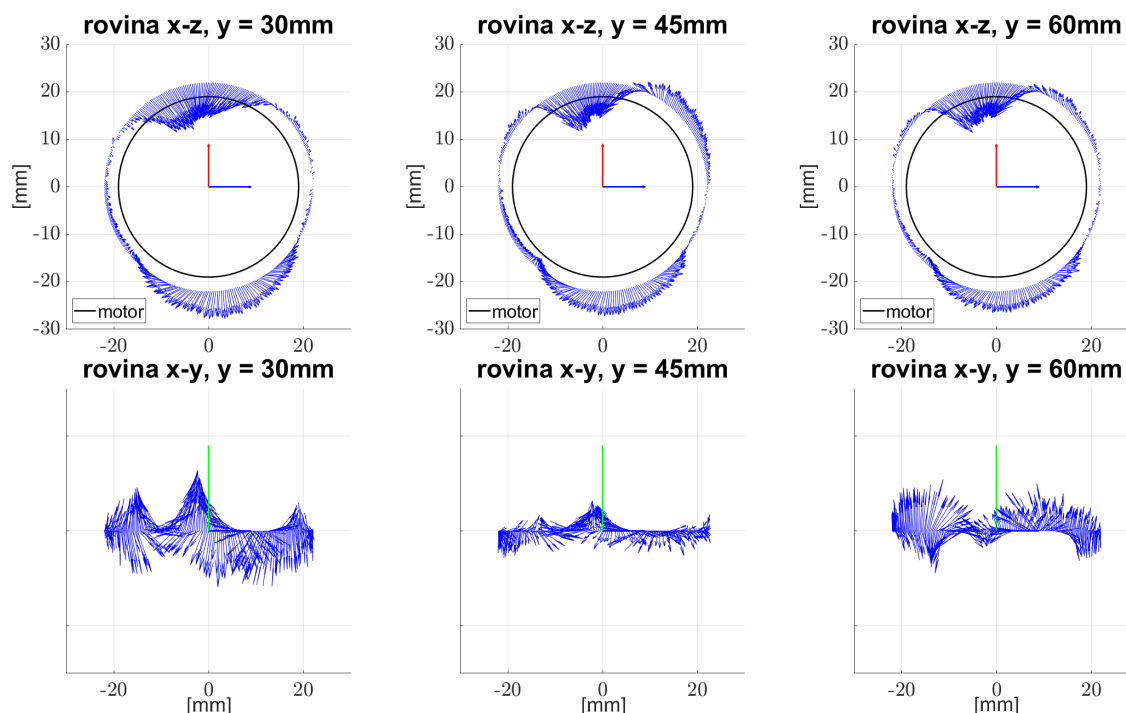 rovina x-z, y = 30mm
30
20
10
0
-10
-20
-30
[mm]
motor
-20
0
20
rovina x-z, y = 45mm
30
20
10
0
-10
-20
-30
[mm]
motor
-20
0
20
rovina x-z, y = 60mm
30
20
10
0
-10
-20
-30
[mm]
motor
-20
0
20
rovina x-y, y = 30mm
-20
0
20
[mm]
rovina x-y, y = 45mm
-20
0
20
[mm]
rovina x-y, y = 60mm
-20
0
20
[mm]